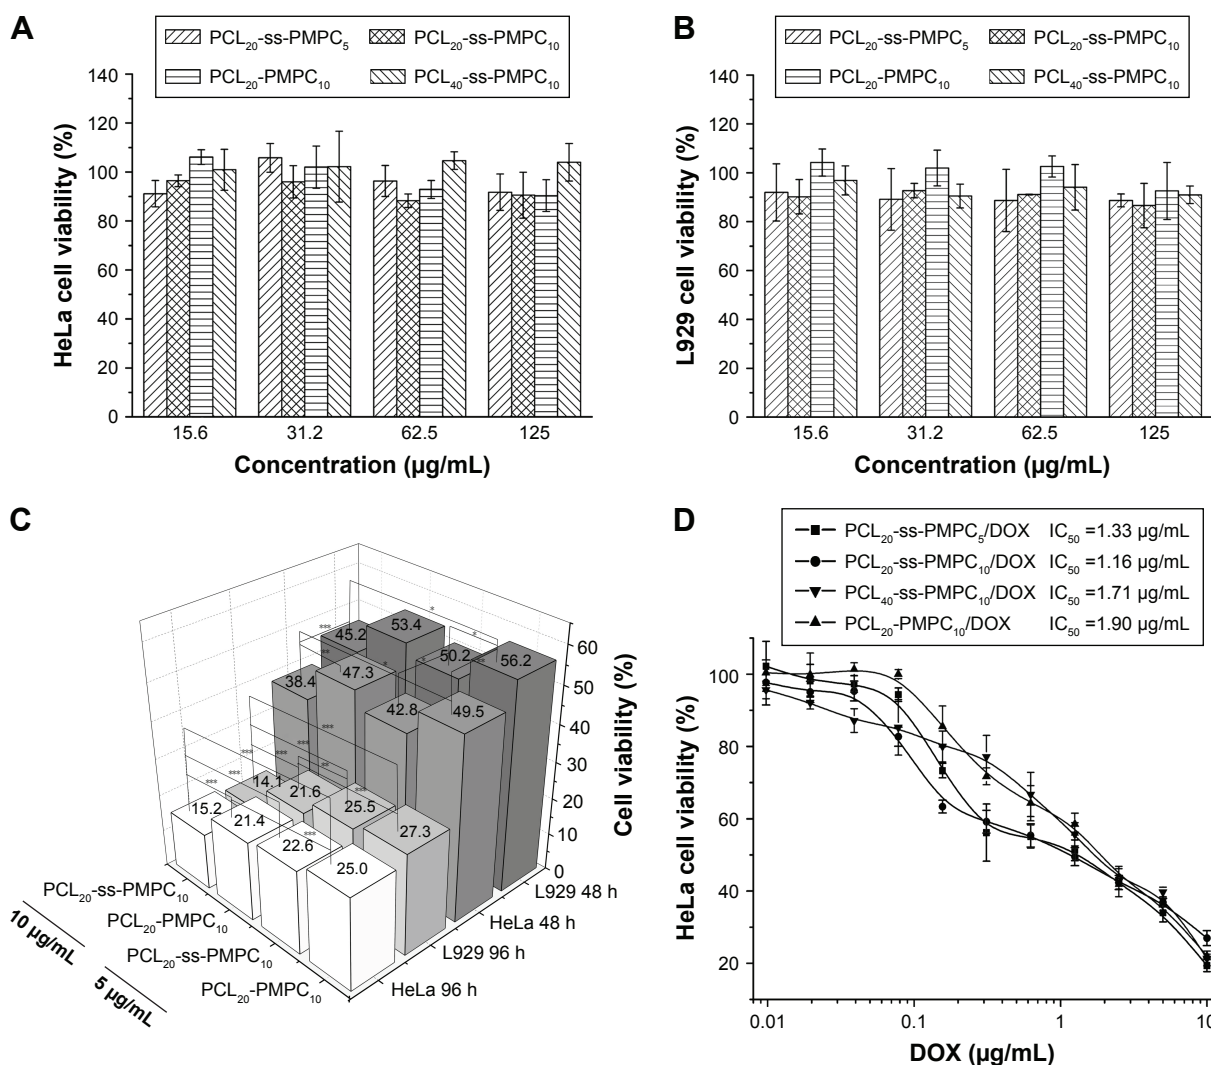 A
PCL20-ss-PMPC5 PCL20-ss-PMPC10
PCL20-PMPC10 PCL40-ss-PMPC10
140
120
100
80
60
40
20
0
HeLa cell viability (%)
15.6 31.2 62.5 125
Concentration (µg/mL)
B
PCL20-ss-PMPC5 PCL20-ss-PMPC10
PCL20-PMPC10 PCL40-ss-PMPC10
140
120
100
80
60
40
20
0
L929 cell viability (%)
15.6 31.2 62.5 125
Concentration (µg/mL)
C
45.2 53.4 50.2 56.2
38.4 47.3 42.8 49.5
14.1 21.6 25.5 27.3
15.2 21.4 22.6 25.0
60
50
40
30
20
10
0
Cell viability (%)
L929 48 h
HeLa 48 h
L929 96 h
HeLa 96 h
PCL20-ss-PMPC10
PCL20-PMPC10
PCL20-ss-PMPC10
PCL20-PMPC10
10 µg/mL
5 µg/mL
D
PCL20-ss-PMPC5/DOX IC50 =1.33 µg/mL
PCL20-ss-PMPC10/DOX IC50 =1.16 µg/mL
PCL40-ss-PMPC10/DOX IC50 =1.71 µg/mL
PCL20-PMPC10/DOX IC50 =1.90 µg/mL
100
80
60
40
20
HeLa cell viability (%)
0.01 0.1 1 10
DOX (µg/mL)